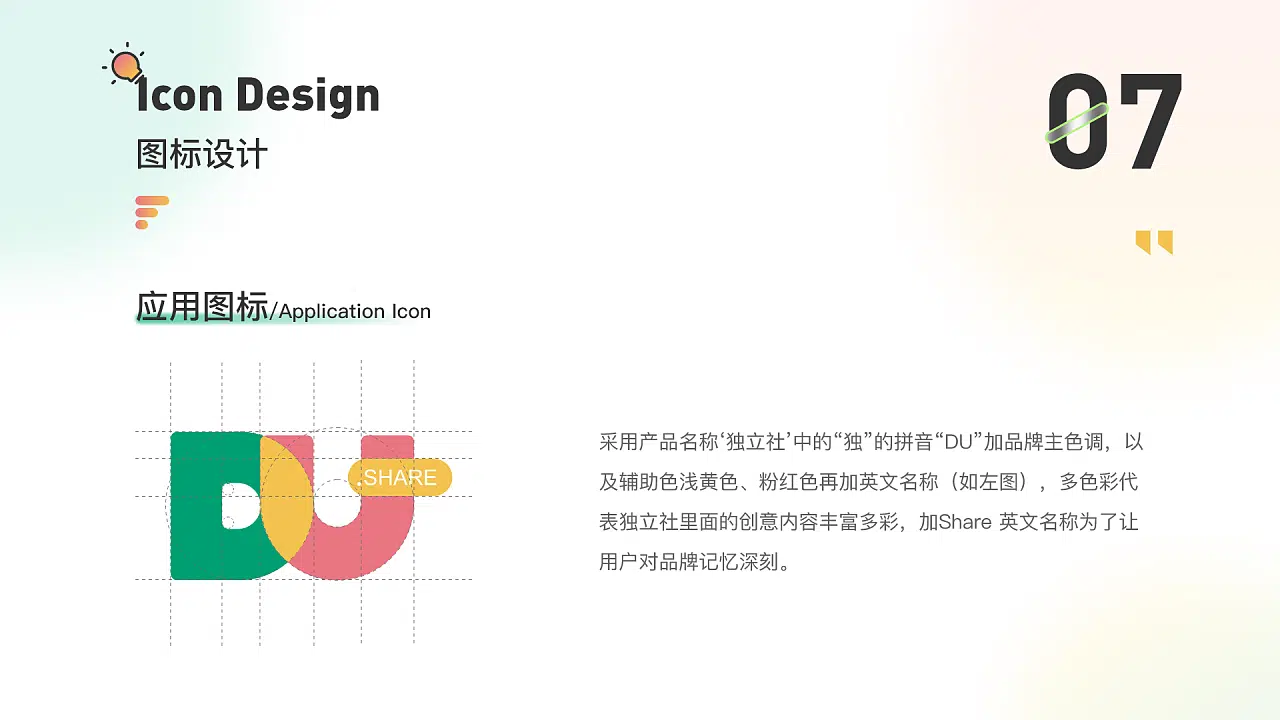 Icon Design
图标设计
07
应用图标/Application Icon
DU
.SHARE
采用产品名称‘独立社’中的“独”的拼音“DU”加品牌主色调，以
及辅助色浅黄色、粉红色再加英文名称（如左图），多色彩代
表独立社里面的创意内容丰富多彩，加Share 英文名称为了让
用户对品牌记忆深刻。